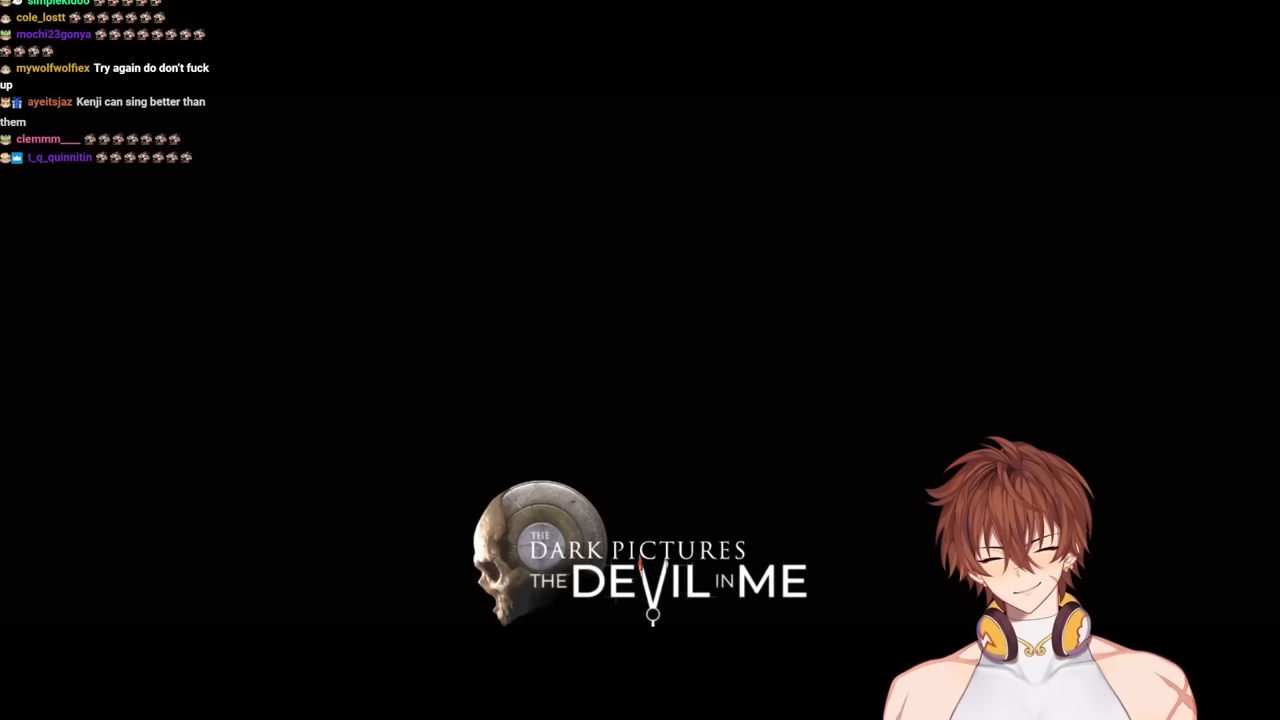 simplekidoo
cole_lostt
mochi23gonya
mywolfwolfiex Try again do don't fuck
up
ayeitsjaz Kenji can sing better than
them
clemmm____
t_q_quinnitin
THE
DARK PICTURES
THE DEVIL IN ME